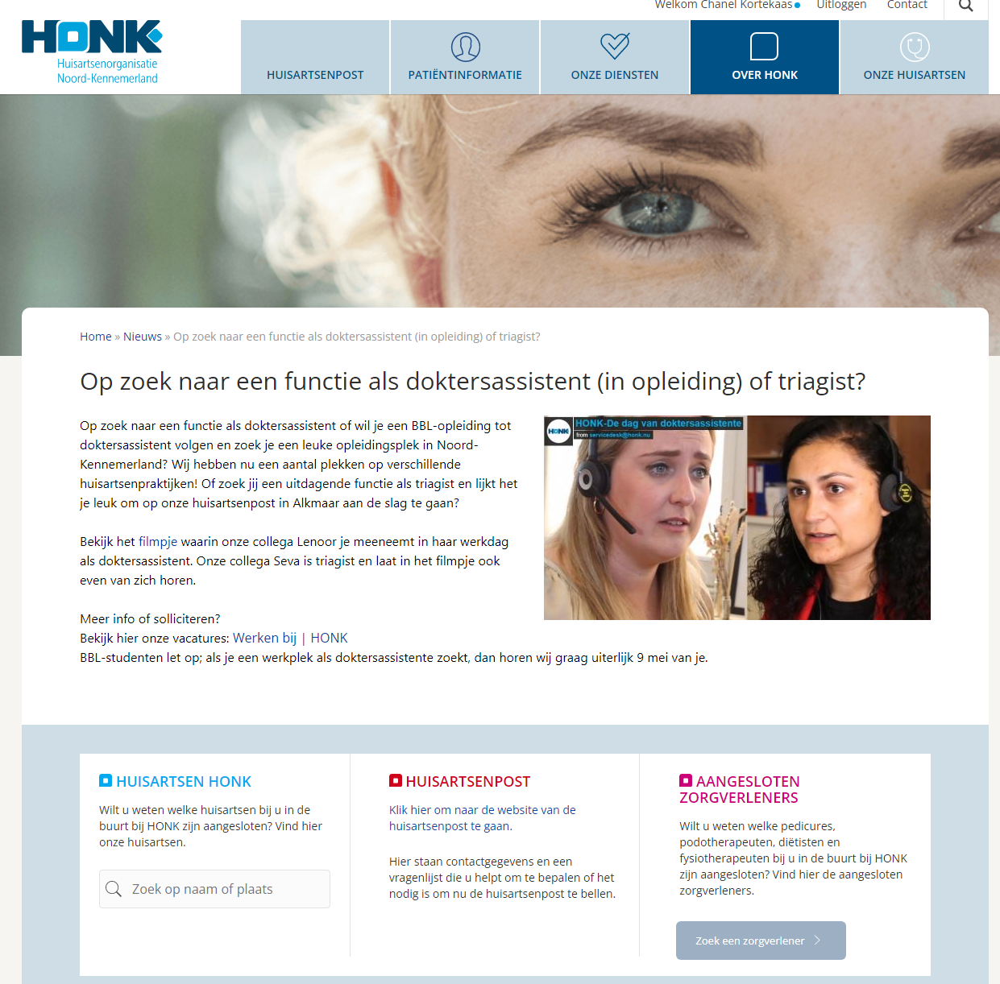 Welkom Chanel Kortekaas
Uitloggen
Contact
HONK
Huisartsenorganisatie
Noord-Kennemerland
HUISARTSENPOST
PATIËNTINFORMATIE
ONZE DIENSTEN
OVER HONK
ONZE HUISARTSEN
Home » Nieuws » Op zoek naar een functie als doktersassistent (in opleiding) of triagist?
Op zoek naar een functie als doktersassistent (in opleiding) of triagist?
Op zoek naar een functie als doktersassistent of wil je een BBL-opleiding tot
doktersassistent volgen en zoek je een leuke opleidingsplek in Noord-
Kennemerland? Wij hebben nu een aantal plekken op verschillende
huisartsenpraktijken! Of zoek jij een uitdagende functie als triagist en lijkt het
je leuk om op onze huisartsenpost in Alkmaar aan de slag te gaan?
Bekijk het filmpje waarin onze collega Lenoor je meeneemt in haar werkdag
als doktersassistent. Onze collega Seva is triagist en laat in het filmpje ook
even van zich horen.
HONK
HONK-De dag van doktersassistente
from servicedesk@honk.nu
Meer info of solliciteren?
Bekijk hier onze vacatures: Werken bij | HONK
BBL-studenten let op; als je een werkplek als doktersassistente zoekt, dan horen wij graag uiterlijk 9 mei van je.
HUISARTSEN HONK
Wilt u weten welke huisartsen bij u in de
buurt bij HONK zijn aangesloten? Vind hier
onze huisartsen.
Zoek op naam of plaats
HUISARTSENPOST
Klik hier om naar de website van de
huisartsenpost te gaan.
Hier staan contactgegevens en een
vragenlijst die u helpt om te bepalen of het
nodig is om nu de huisartsenpost te bellen.
AANGESLOTEN
ZORGVERLENERS
Wilt u weten welke pedicures,
podotherapeuten, diëtisten en
fysiotherapeuten bij u in de buurt bij HONK
zijn aangesloten? Vind hier de aangesloten
zorgverleners.
Zoek een zorgverlener